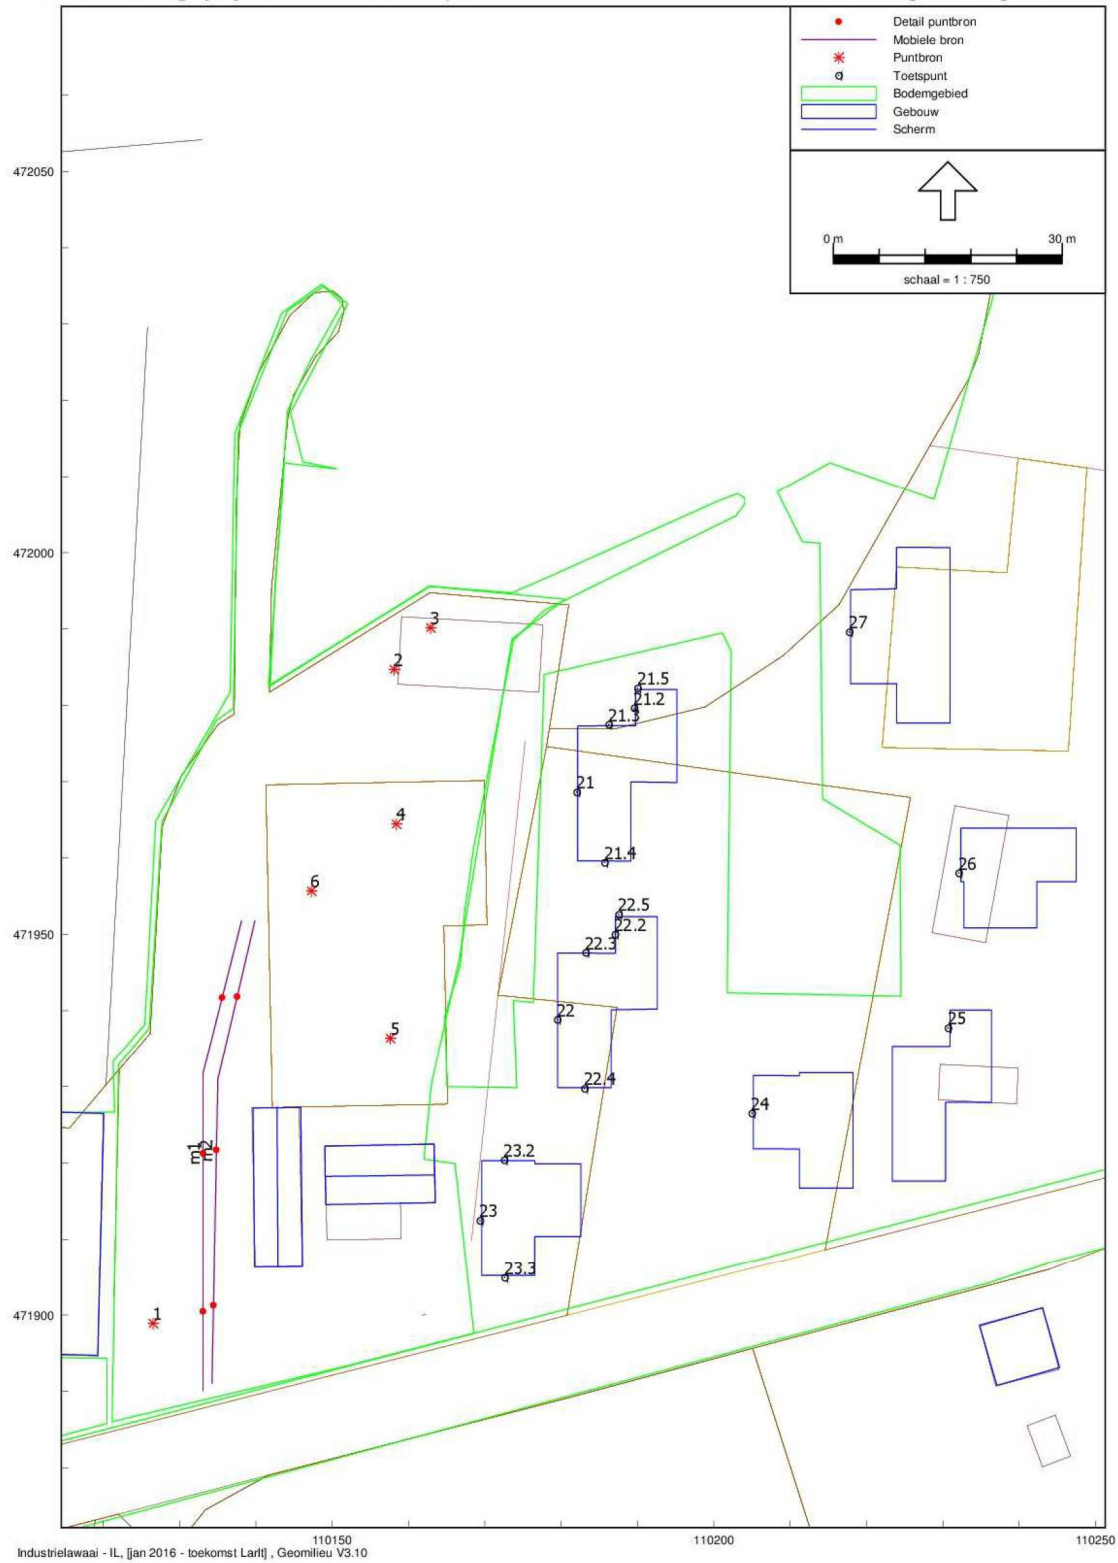 Detail puntbron
Mobiele bron
Puntbron
Toetspunt
Bodemgebied
Gebouw
Scherm
0 m 30 m
schaal = 1 : 750
472050
472000
471950
471900
3
2
27
21.5
21.2
21.3
21
4
21.4
26
6
22.5
22.2
22.3
22
25
5
22.4
24
m1
m2
23.2
23
23.3
1
110150 110200 110250
Industrielawaai - IL, [jan 2016 - toekomst Larlt] , Geomilieu V3.10